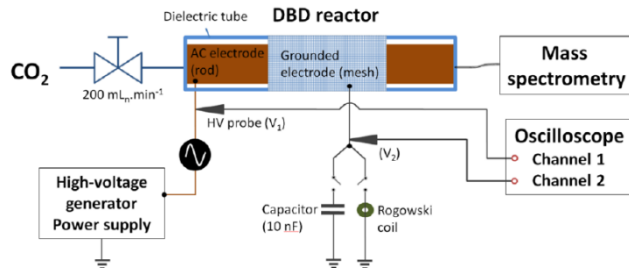 Dielectric tube
DBD reactor
AC electrode
(rod)
Grounded
electrode (mesh)
CO₂
200 mLₙ.min⁻¹
Mass
spectrometry
HV probe (V₁)
Oscilloscope
Channel 1
Channel 2
(V₂)
High-voltage
generator
Power supply
Capacitor
(10 nF)
Rogowski
coil